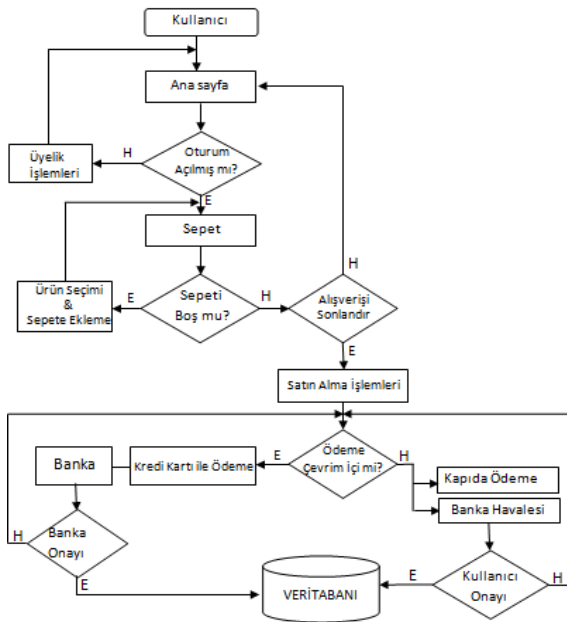 Kullanıcı
Ana sayfa
Üyelik
İşlemleri
H
Oturum
Açılmış mı?
E
Sepet
H
Ürün Seçimi
&
Sepete Ekleme
E
Sepeti
Boş mu?
H
Alışverişi
Sonlandır
E
Satın Alma İşlemleri
Banka
Kredi Kartı ile Ödeme
E
Ödeme
Çevrim İçi mi?
H
Kapıda Ödeme
Banka Havalesi
H
Banka
Onayı
E
VERİTABANI
E
Kullanıcı
Onayı
H